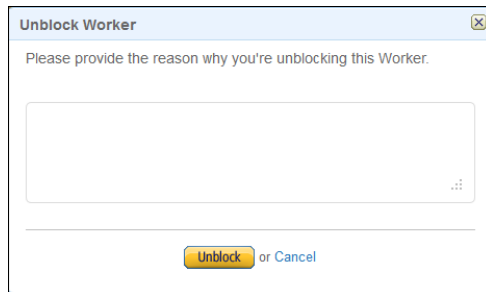 Unblock Worker
Please provide the reason why you're unblocking this Worker.
Unblock or Cancel